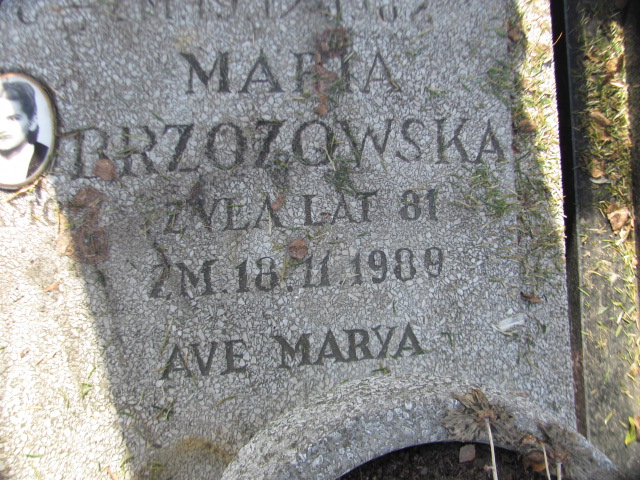 MARIA
BRZOZOWSKA
ŻYŁA LAT 81
ZM. 18.11.1989
AVE MARYA